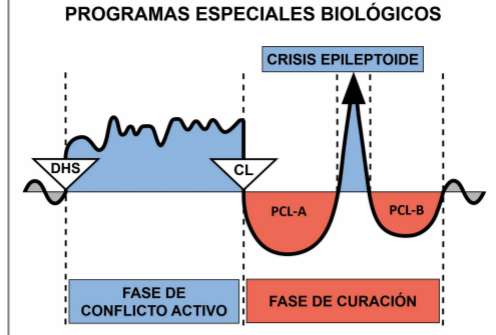 PROGRAMAS ESPECIALES BIOLÓGICOS
CRISIS EPILEPTOIDE
DHS
CL
PCL-A
PCL-B
FASE DE
CONFLICTO ACTIVO
FASE DE CURACIÓN